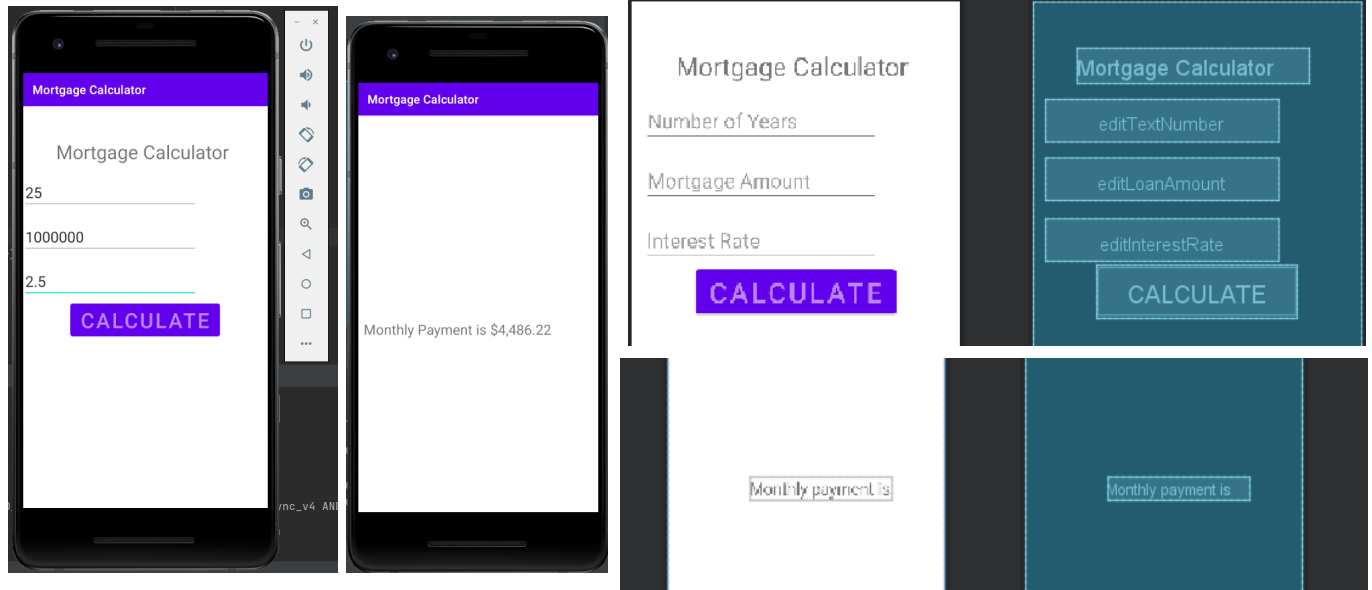 Mortgage Calculator
Mortgage Calculator
25
1000000
2.5
CALCULATE
ync_v4 AN
Mortgage Calculator
Monthly Payment is $4,486.22
Mortgage Calculator
Number of Years
Mortgage Amount
Interest Rate
CALCULATE
Mortgage Calculator
editTextNumber
editLoanAmount
editInterestRate
CALCULATE
Monthly payment is
Monthly payment is